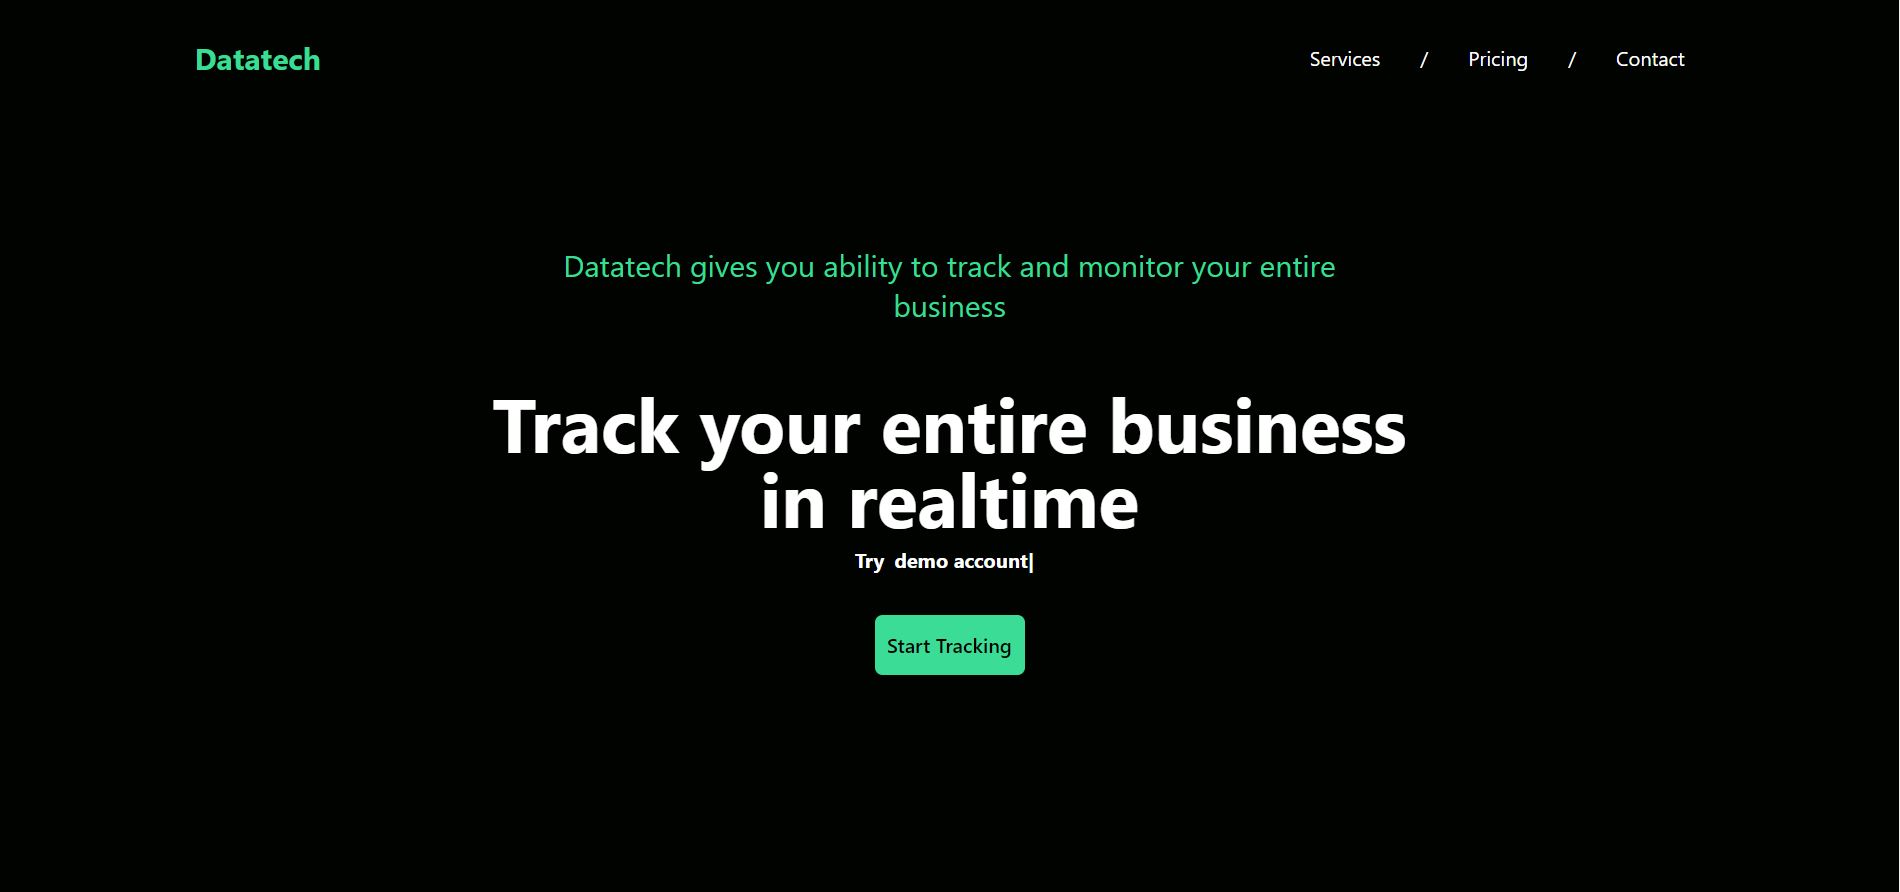 Datatech
Services / Pricing / Contact
Datatech gives you ability to track and monitor your entire
business
Track your entire business
in realtime
Try demo account|
Start Tracking